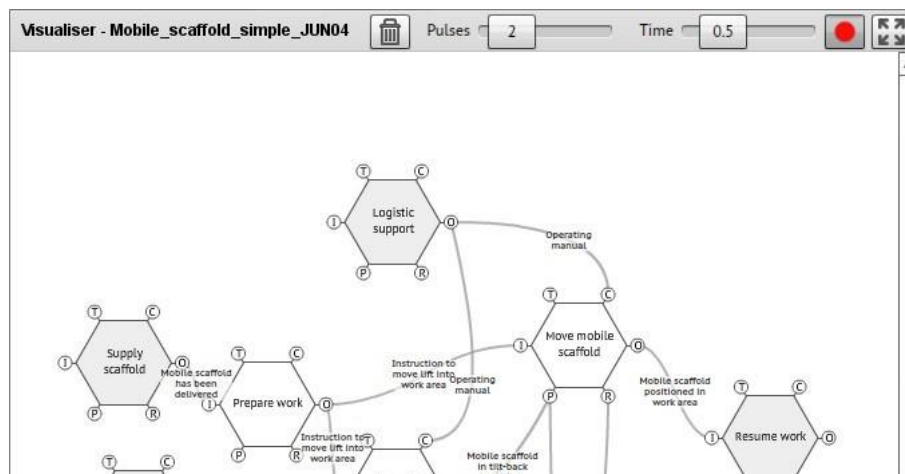 Visualiser - Mobile_scaffold_simple_JUN04
Pulses
2
Time
0.5
T
C
I
Logistic
support
O
P
R
Operating
manual
T
C
I
Move mobile
scaffold
O
P
R
T
C
I
Supply
scaffold
O
P
R
Mobile scaffold
has been
delivered
T
C
I
Prepare work
O
P
R
Instruction to
move lift into
work area
Operating
manual
Mobile scaffold
positioned in
work area
T
C
I
Resume work
O
Instruction to
move lift into
work area
T
C
Mobile scaffold
in tilt-back
T
C